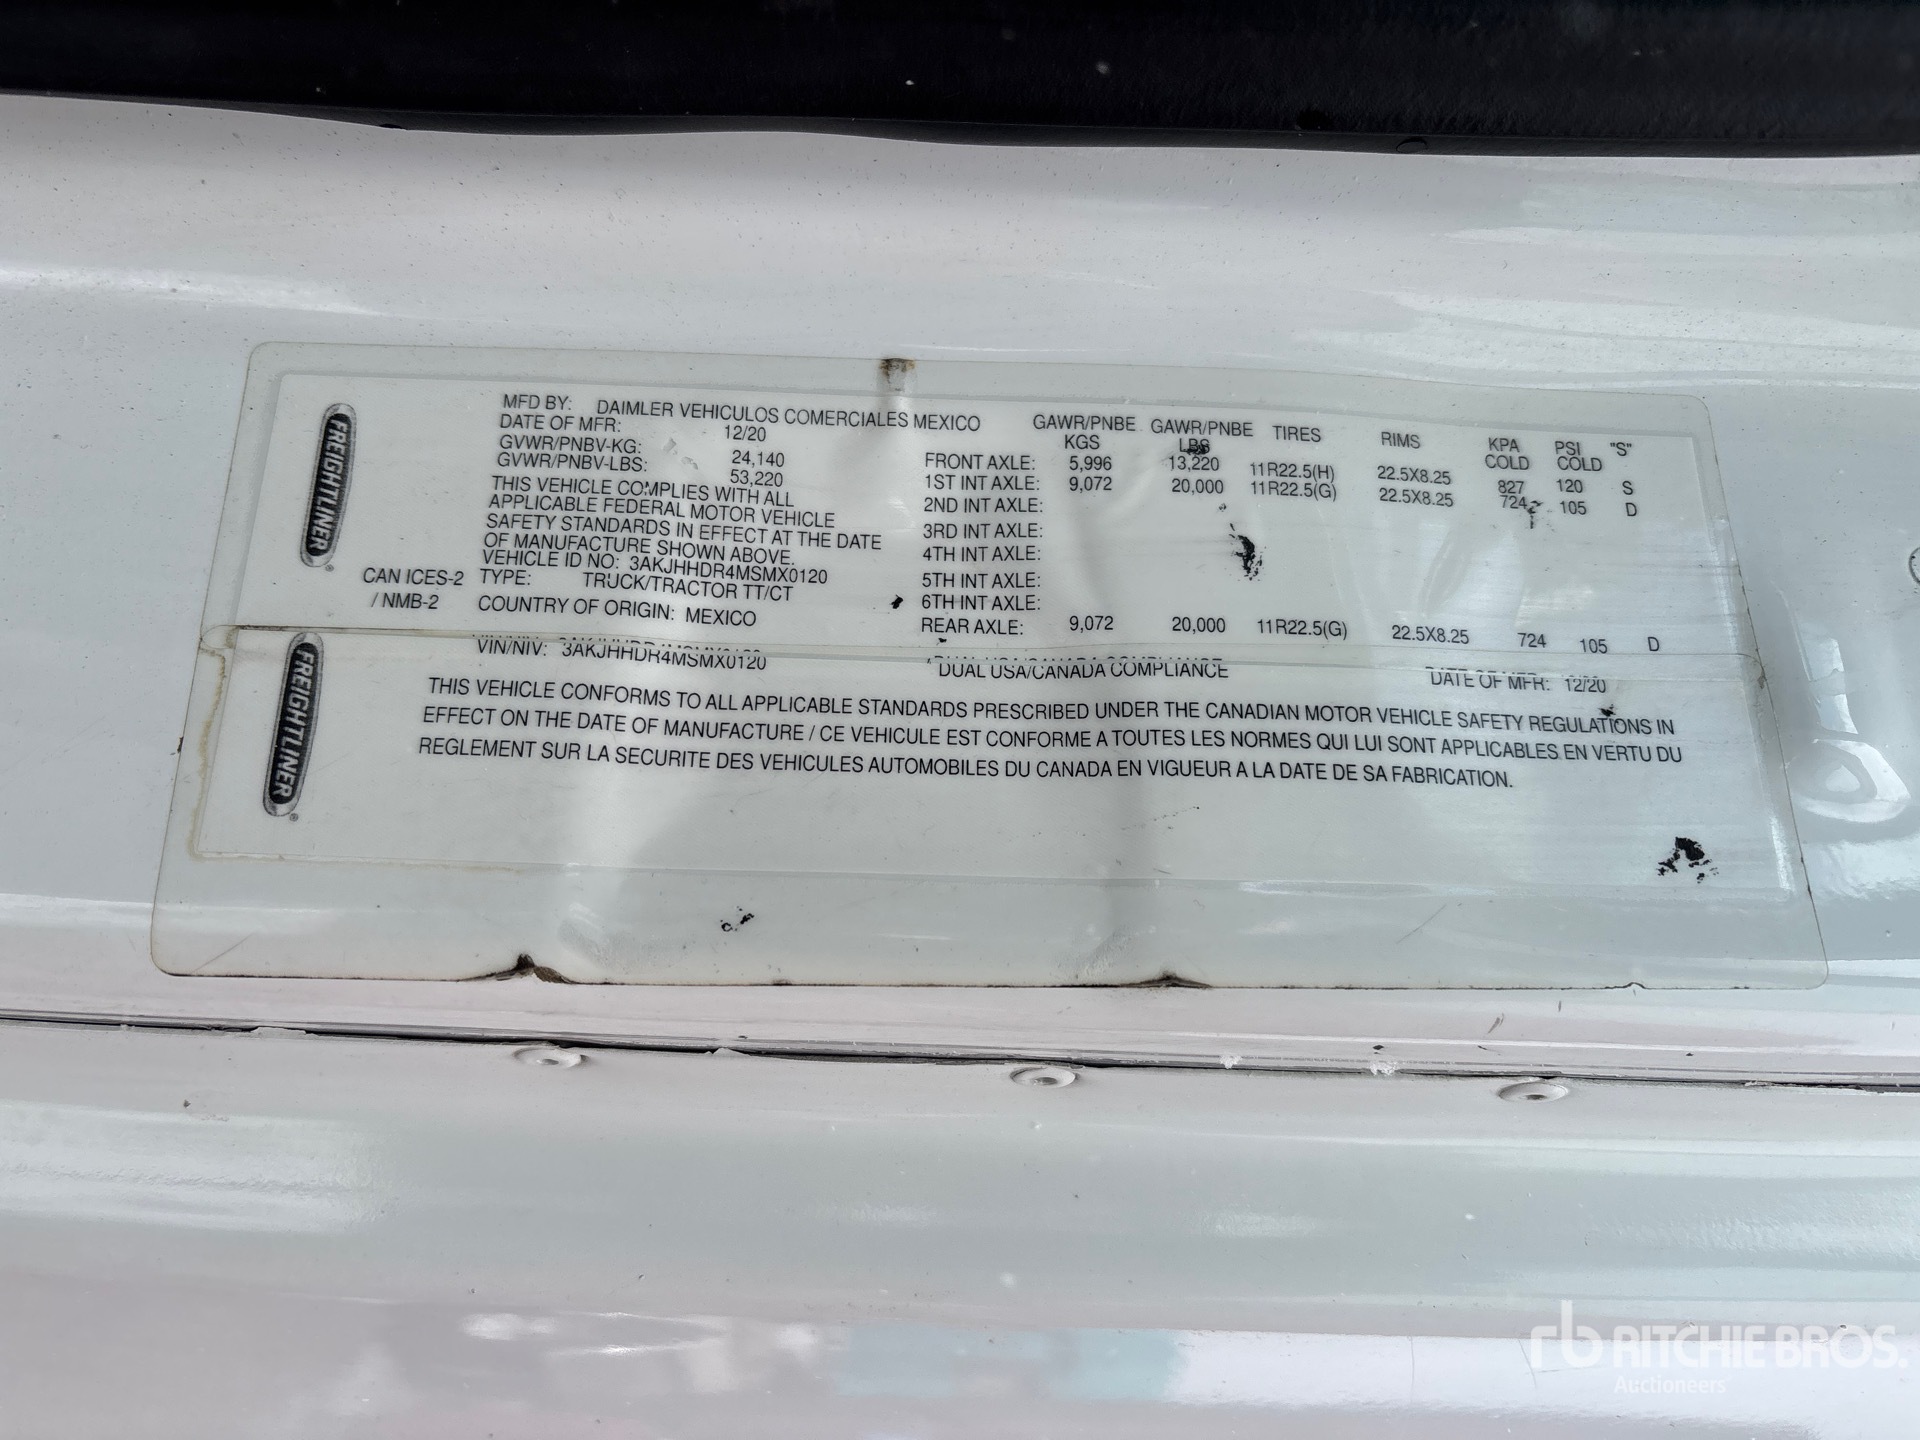 FREIGHTLINER
CAN ICES-2
/ NMB-2
MFD BY: DAIMLER VEHICULOS COMERCIALES MEXICO
DATE OF MFR: 12/20
GVWR/PNBV-KG: 24,140
GVWR/PNBV-LBS: 53,220
THIS VEHICLE COMPLIES WITH ALL
APPLICABLE FEDERAL MOTOR VEHICLE
SAFETY STANDARDS IN EFFECT AT THE DATE
OF MANUFACTURE SHOWN ABOVE.
VEHICLE ID NO: 3AKJHHDR4MSMX0120
TYPE: TRUCK/TRACTOR TT/CT
COUNTRY OF ORIGIN: MEXICO
GAWR/PNBE KGS GAWR/PNBE LBS TIRES RIMS KPA COLD PSI COLD "S"
FRONT AXLE: 5,996 13,220 11R22.5(H) 22.5X8.25 827 120 S
1ST INT AXLE: 9,072 20,000 11R22.5(G) 22.5X8.25 724 105 D
2ND INT AXLE:
3RD INT AXLE:
4TH INT AXLE:
5TH INT AXLE:
6TH INT AXLE:
REAR AXLE: 9,072 20,000 11R22.5(G) 22.5X8.25 724 105 D
FREIGHTLINER
VIN/NIV: 3AKJHHDR4MSMX0120 DUAL USA/CANADA COMPLIANCE DATE OF MFR: 12/20
THIS VEHICLE CONFORMS TO ALL APPLICABLE STANDARDS PRESCRIBED UNDER THE CANADIAN MOTOR VEHICLE SAFETY REGULATIONS IN
EFFECT ON THE DATE OF MANUFACTURE / CE VEHICULE EST CONFORME A TOUTES LES NORMES QUI LUI SONT APPLICABLES EN VERTU DU
REGLEMENT SUR LA SECURITE DES VEHICULES AUTOMOBILES DU CANADA EN VIGUEUR A LA DATE DE SA FABRICATION.
rb RITCHIE BROS.
Auctioneers